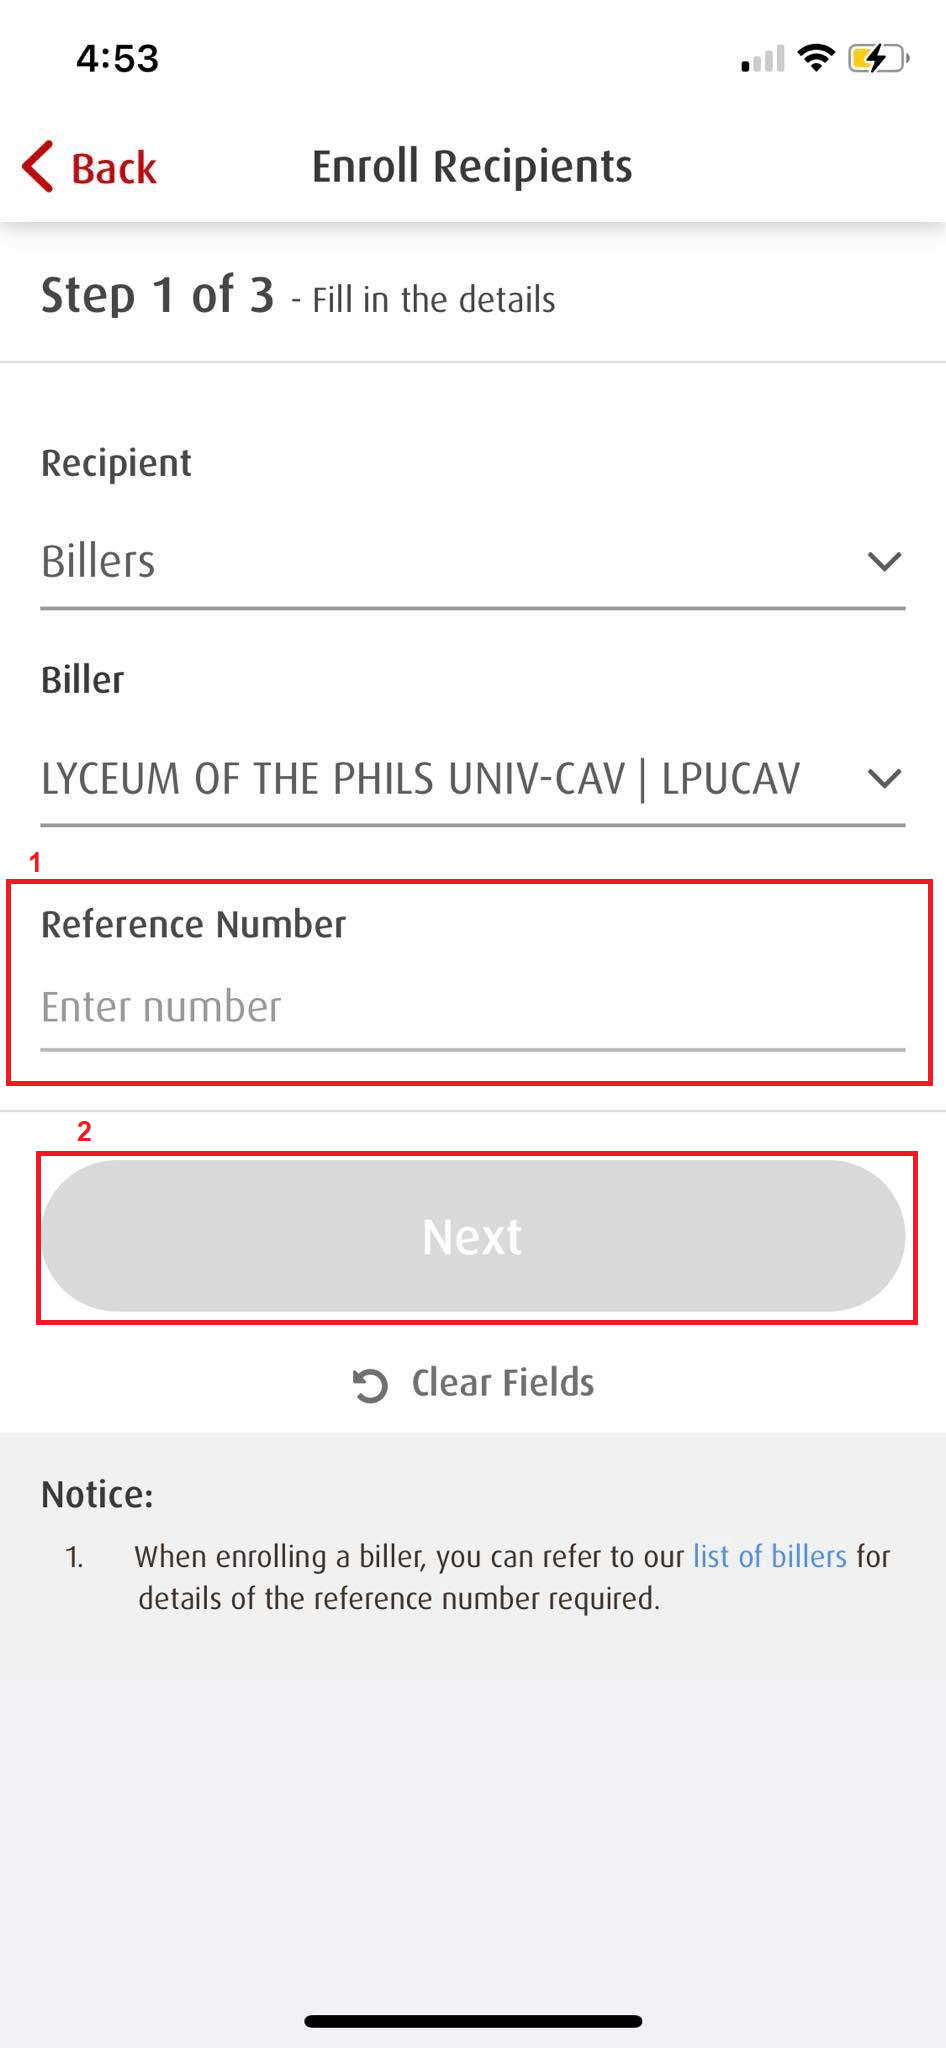 4:53
Back
Enroll Recipients
Step 1 of 3 - Fill in the details
Recipient
Billers
Biller
LYCEUM OF THE PHILS UNIV-CAV | LPUCAV
1
Reference Number
Enter number
2
Next
Clear Fields
Notice:
1. When enrolling a biller, you can refer to our list of billers for
details of the reference number required.